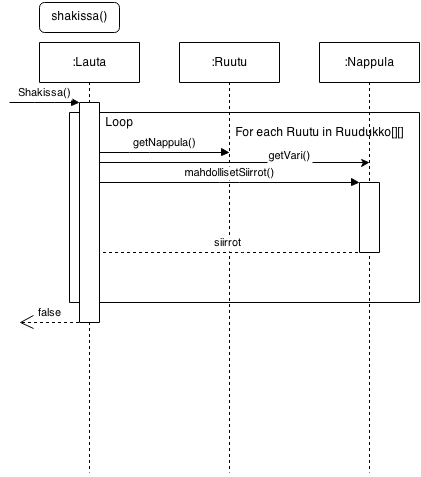 shakissa()
:Lauta
:Ruutu
:Nappula
Shakissa()
Loop
For each Ruutu in Ruudukko[][]
getNappula()
getVari()
mahdollisetSiirrot()
siirrot
false